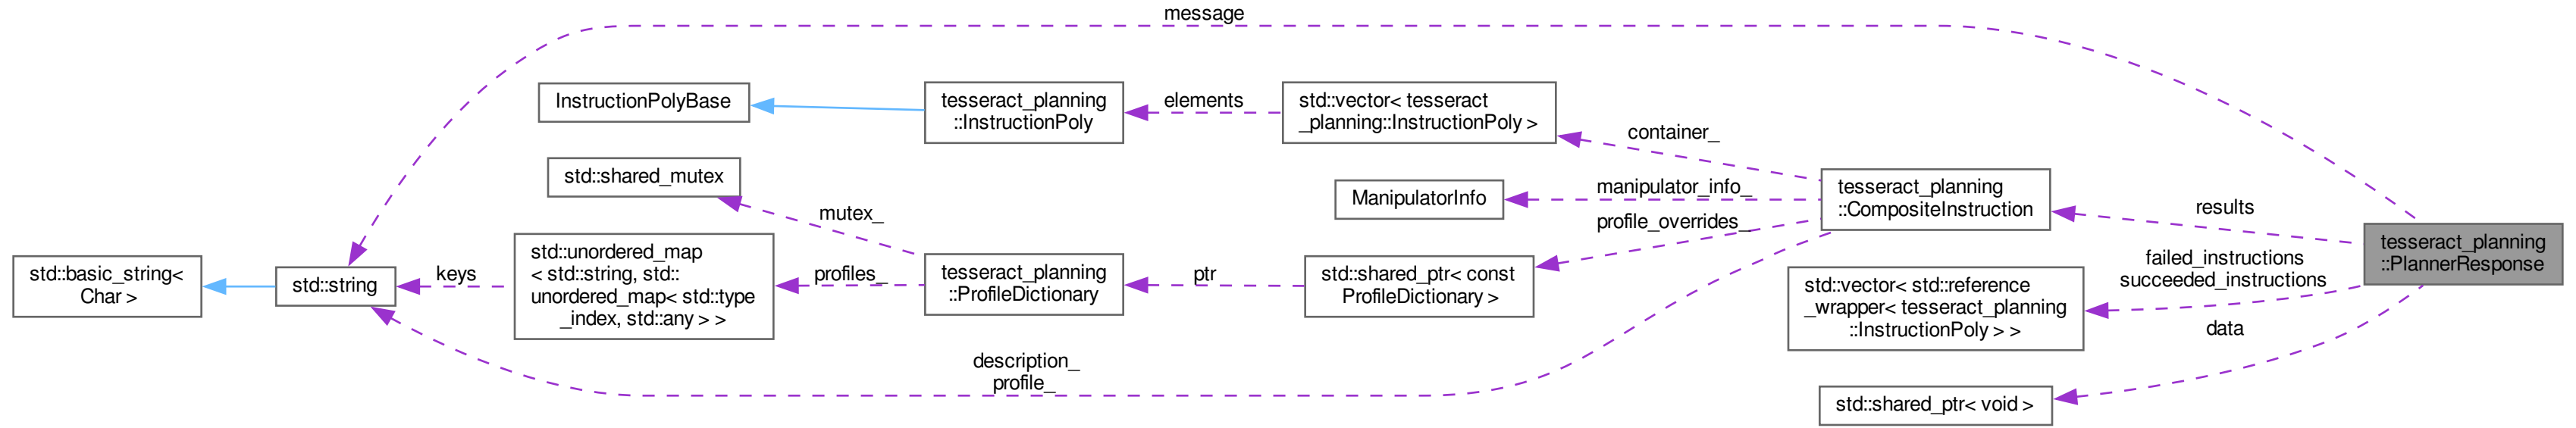 message
InstructionPolyBase
tesseract_planning
::InstructionPoly
elements
std::vector< tesseract
_planning::InstructionPoly >
container_
std::shared_mutex
ManipulatorInfo
manipulator_info_
tesseract_planning
::CompositeInstruction
mutex_
profile_overrides_
results
tesseract_planning
::PlannerResponse
std::basic_string<
Char >
std::string
keys
std::unordered_map
< std::string, std::
unordered_map< std::type
_index, std::any > >
profiles_
tesseract_planning
::ProfileDictionary
ptr
std::shared_ptr< const
ProfileDictionary >
failed_instructions
succeeded_instructions
std::vector< std::reference
_wrapper< tesseract_planning
::InstructionPoly > >
data
description_
profile_
std::shared_ptr< void >